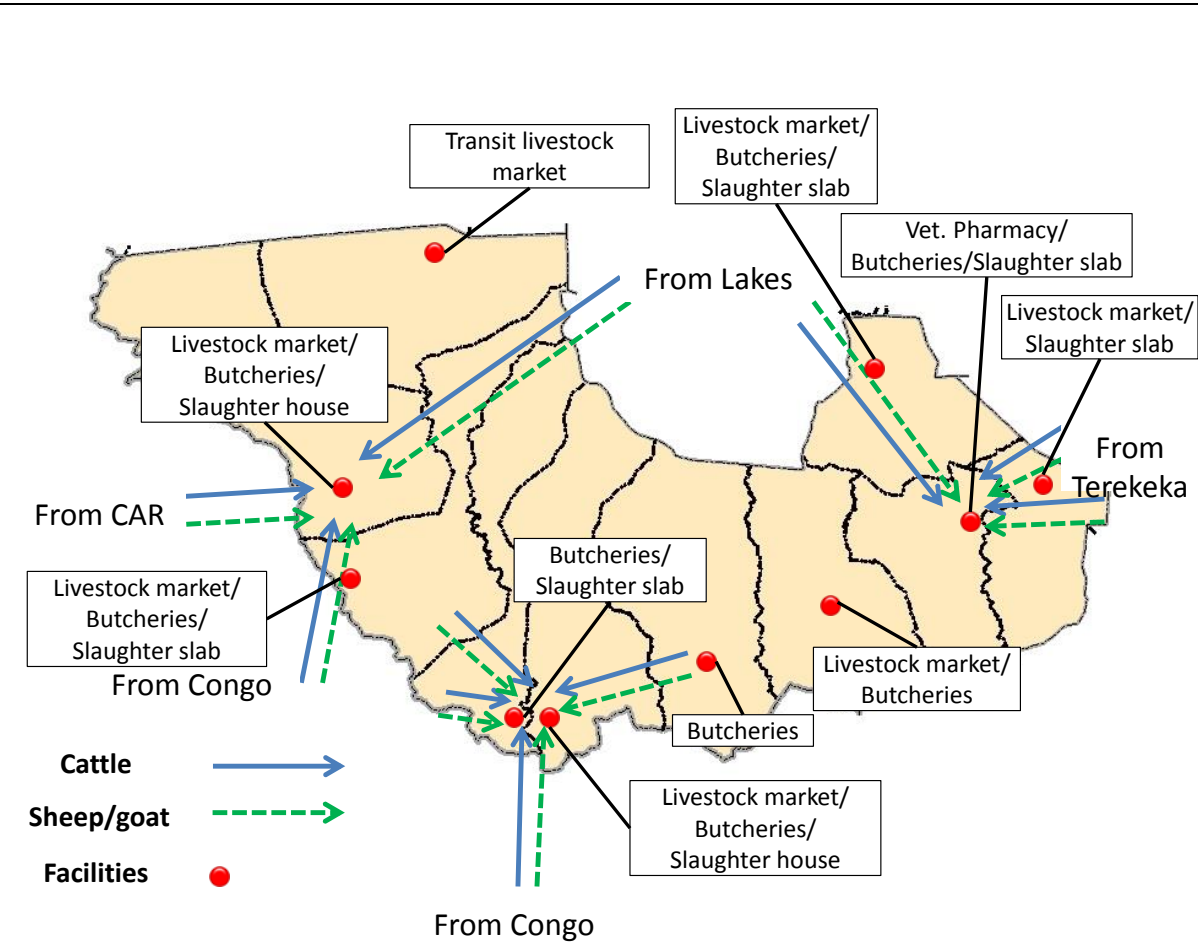 Transit livestock
market
Livestock market/
Butcheries/
Slaughter slab
Vet. Pharmacy/
Butcheries/Slaughter slab
From Lakes
Livestock market/
Slaughter slab
Livestock market/
Butcheries/
Slaughter house
From
Terekeka
From CAR
Butcheries/
Slaughter slab
Livestock market/
Butcheries/
Slaughter slab
From Congo
Livestock market/
Butcheries
Butcheries
Cattle
Sheep/goat
Facilities
Livestock market/
Butcheries/
Slaughter house
From Congo